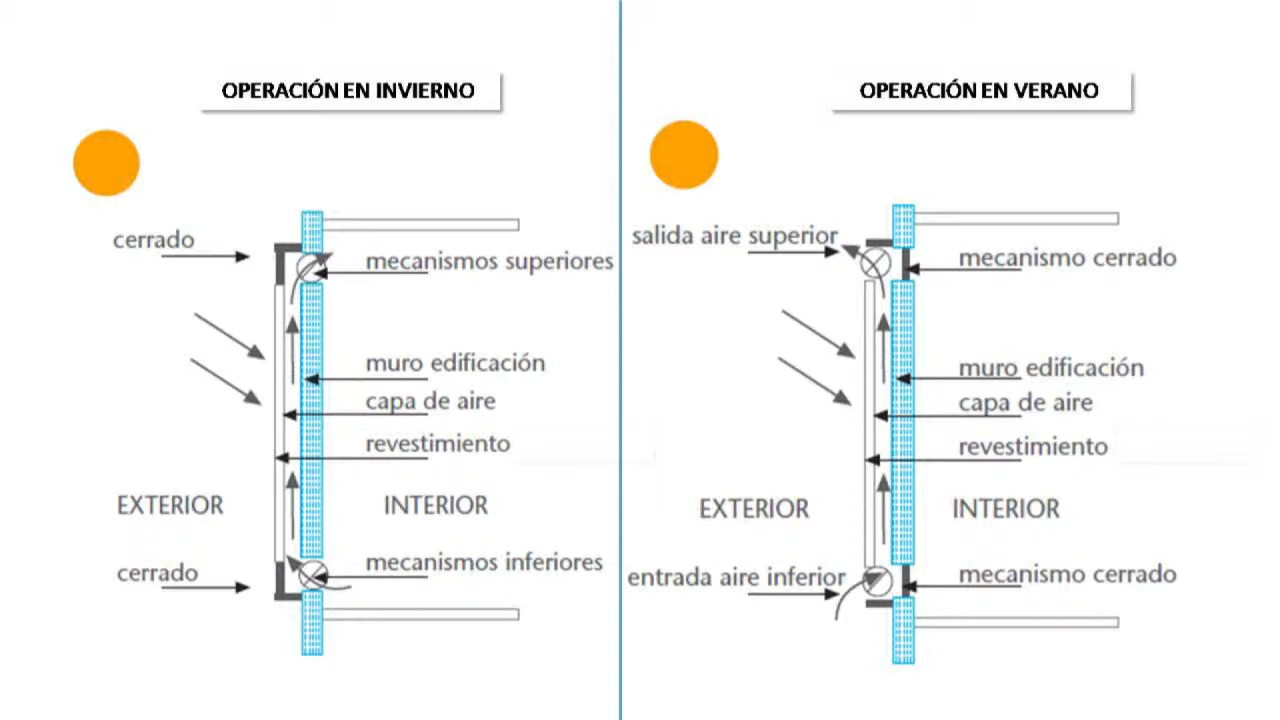 OPERACIÓN EN INVIERNO
cerrado
mecanismos superiores
muro edificación
capa de aire
revestimiento
EXTERIOR
INTERIOR
mecanismos inferiores
cerrado
OPERACIÓN EN VERANO
salida aire superior
mecanismo cerrado
muro edificación
capa de aire
revestimiento
EXTERIOR
INTERIOR
entrada aire inferior
mecanismo cerrado